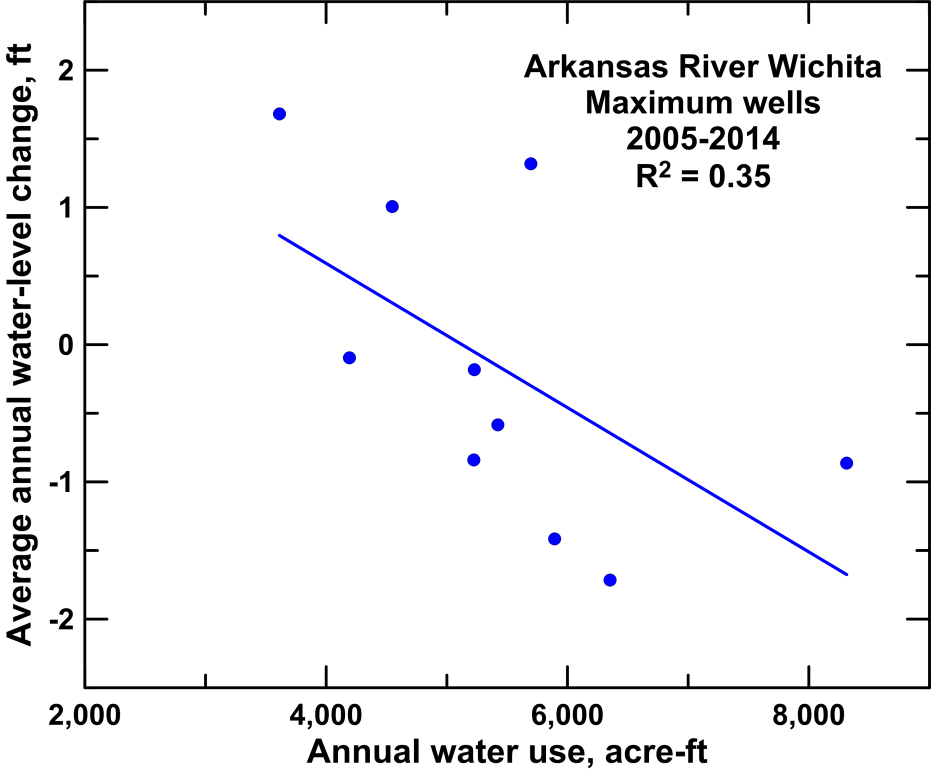 Arkansas River Wichita
Maximum wells
2005-2014
R² = 0.35
Average annual water-level change, ft
2
1
0
-1
-2
2,000 4,000 6,000 8,000
Annual water use, acre-ft